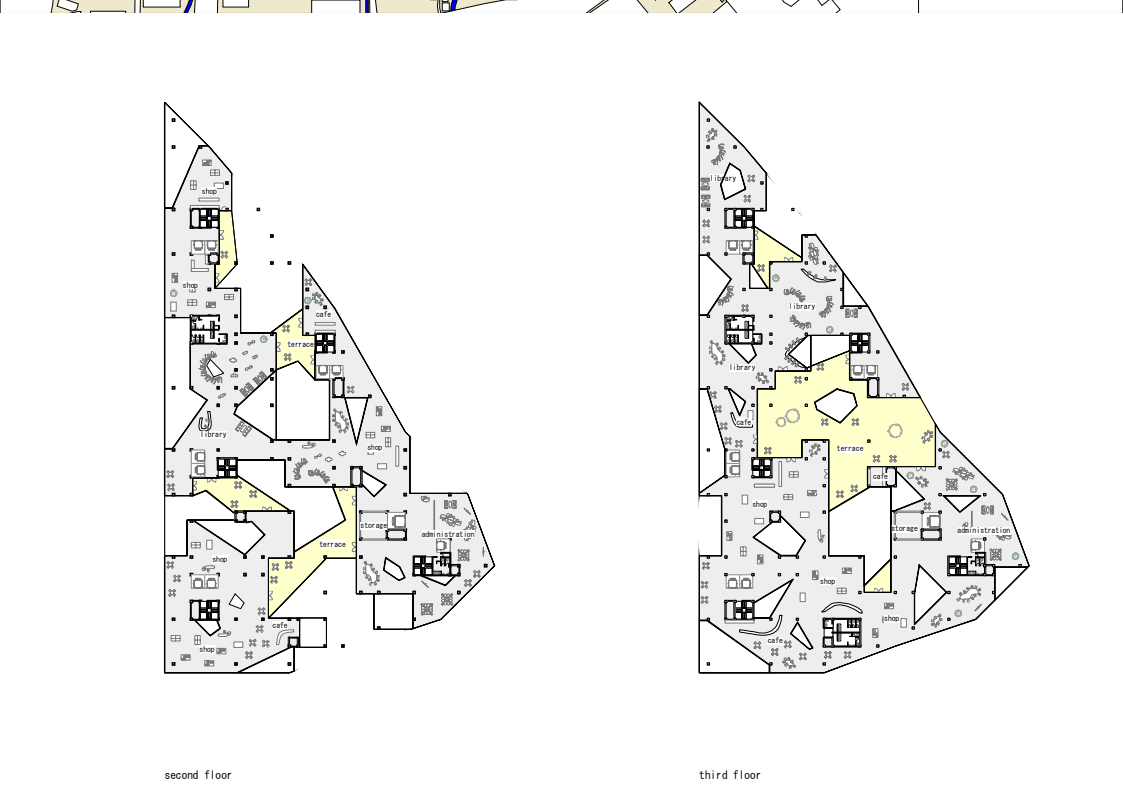 shop
shop
cafe
terrace
library
shop
storage
administration
terrace
shop
cafe
shop
library
library
library
cafe
terrace
cafe
shop
storage
administration
shop
shop
cafe
second floor
third floor